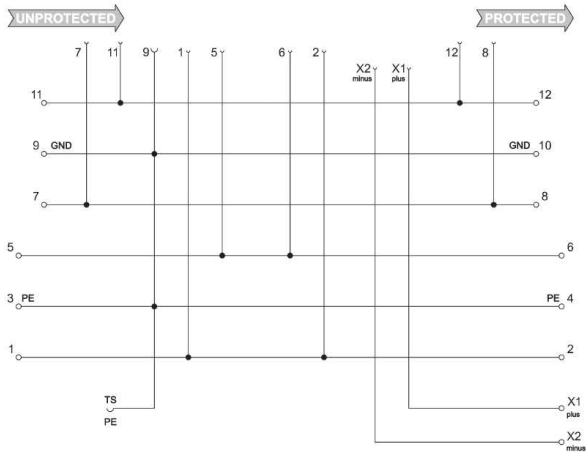 UNPROTECTED
PROTECTED
7 11 9 1 5 6 2 X2 minus X1 plus 12 8
11 12
9 GND GND 10
7 8
5 6
3 PE PE 4
1 2
TS
PE
X1
plus
X2
minus